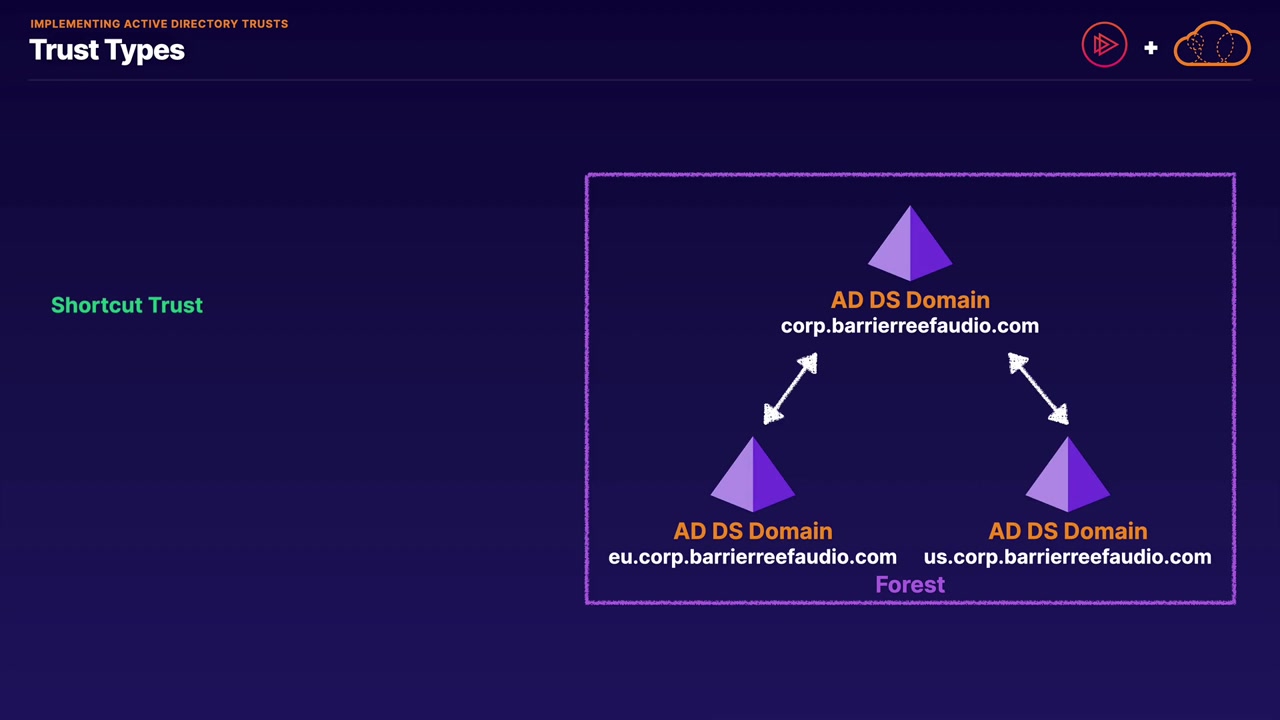 IMPLEMENTING ACTIVE DIRECTORY TRUSTS
Trust Types
+
Shortcut Trust
AD DS Domain
corp.barrierreefaudio.com
AD DS Domain
eu.corp.barrierreefaudio.com
AD DS Domain
us.corp.barrierreefaudio.com
Forest